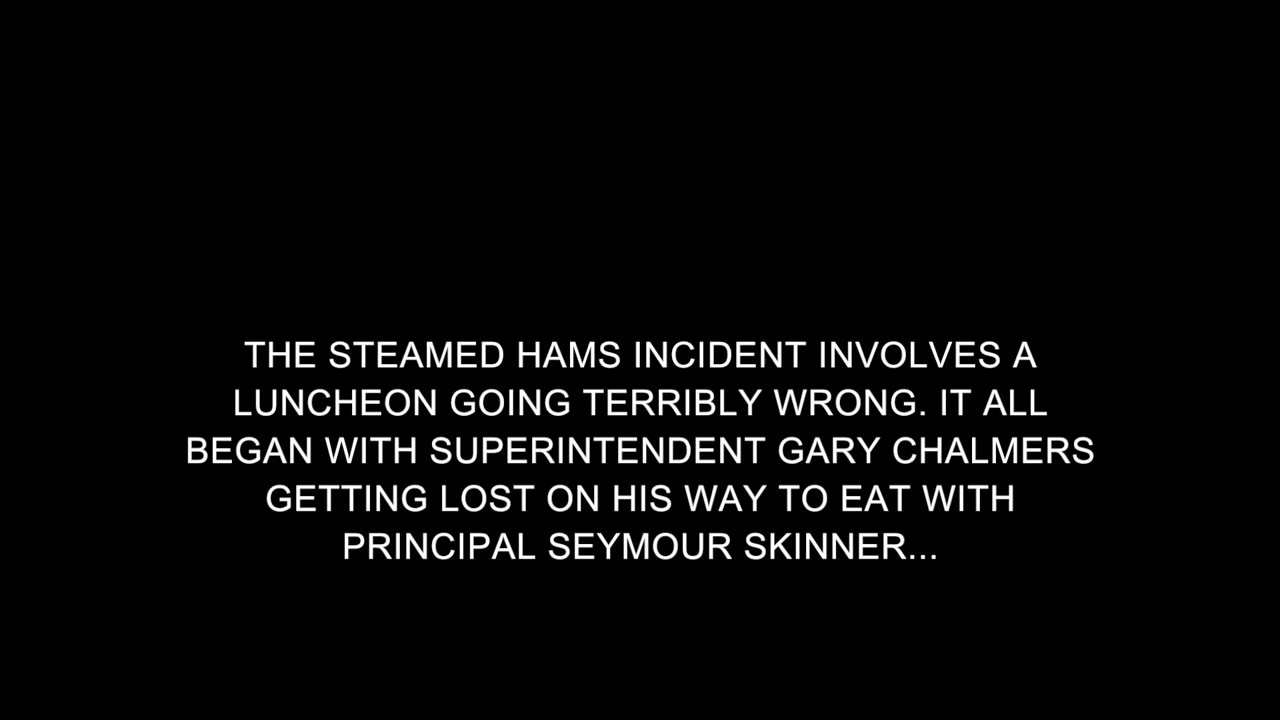 THE STEAMED HAMS INCIDENT INVOLVES A
LUNCHEON GOING TERRIBLY WRONG. IT ALL
BEGAN WITH SUPERINTENDENT GARY CHALMERS
GETTING LOST ON HIS WAY TO EAT WITH
PRINCIPAL SEYMOUR SKINNER...